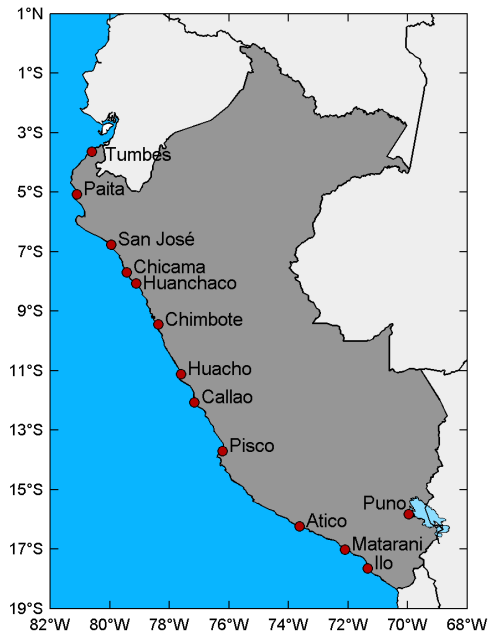 1°N
1°S
3°S
Tumbes
5°S
Paita
San José
7°S
Chicama
Huanchaco
9°S
Chimbote
11°S
Huacho
Callao
13°S
Pisco
15°S
Puno
Atico
17°S
Matarani
Ilo
19°S
82°W 80°W 78°W 76°W 74°W 72°W 70°W 68°W